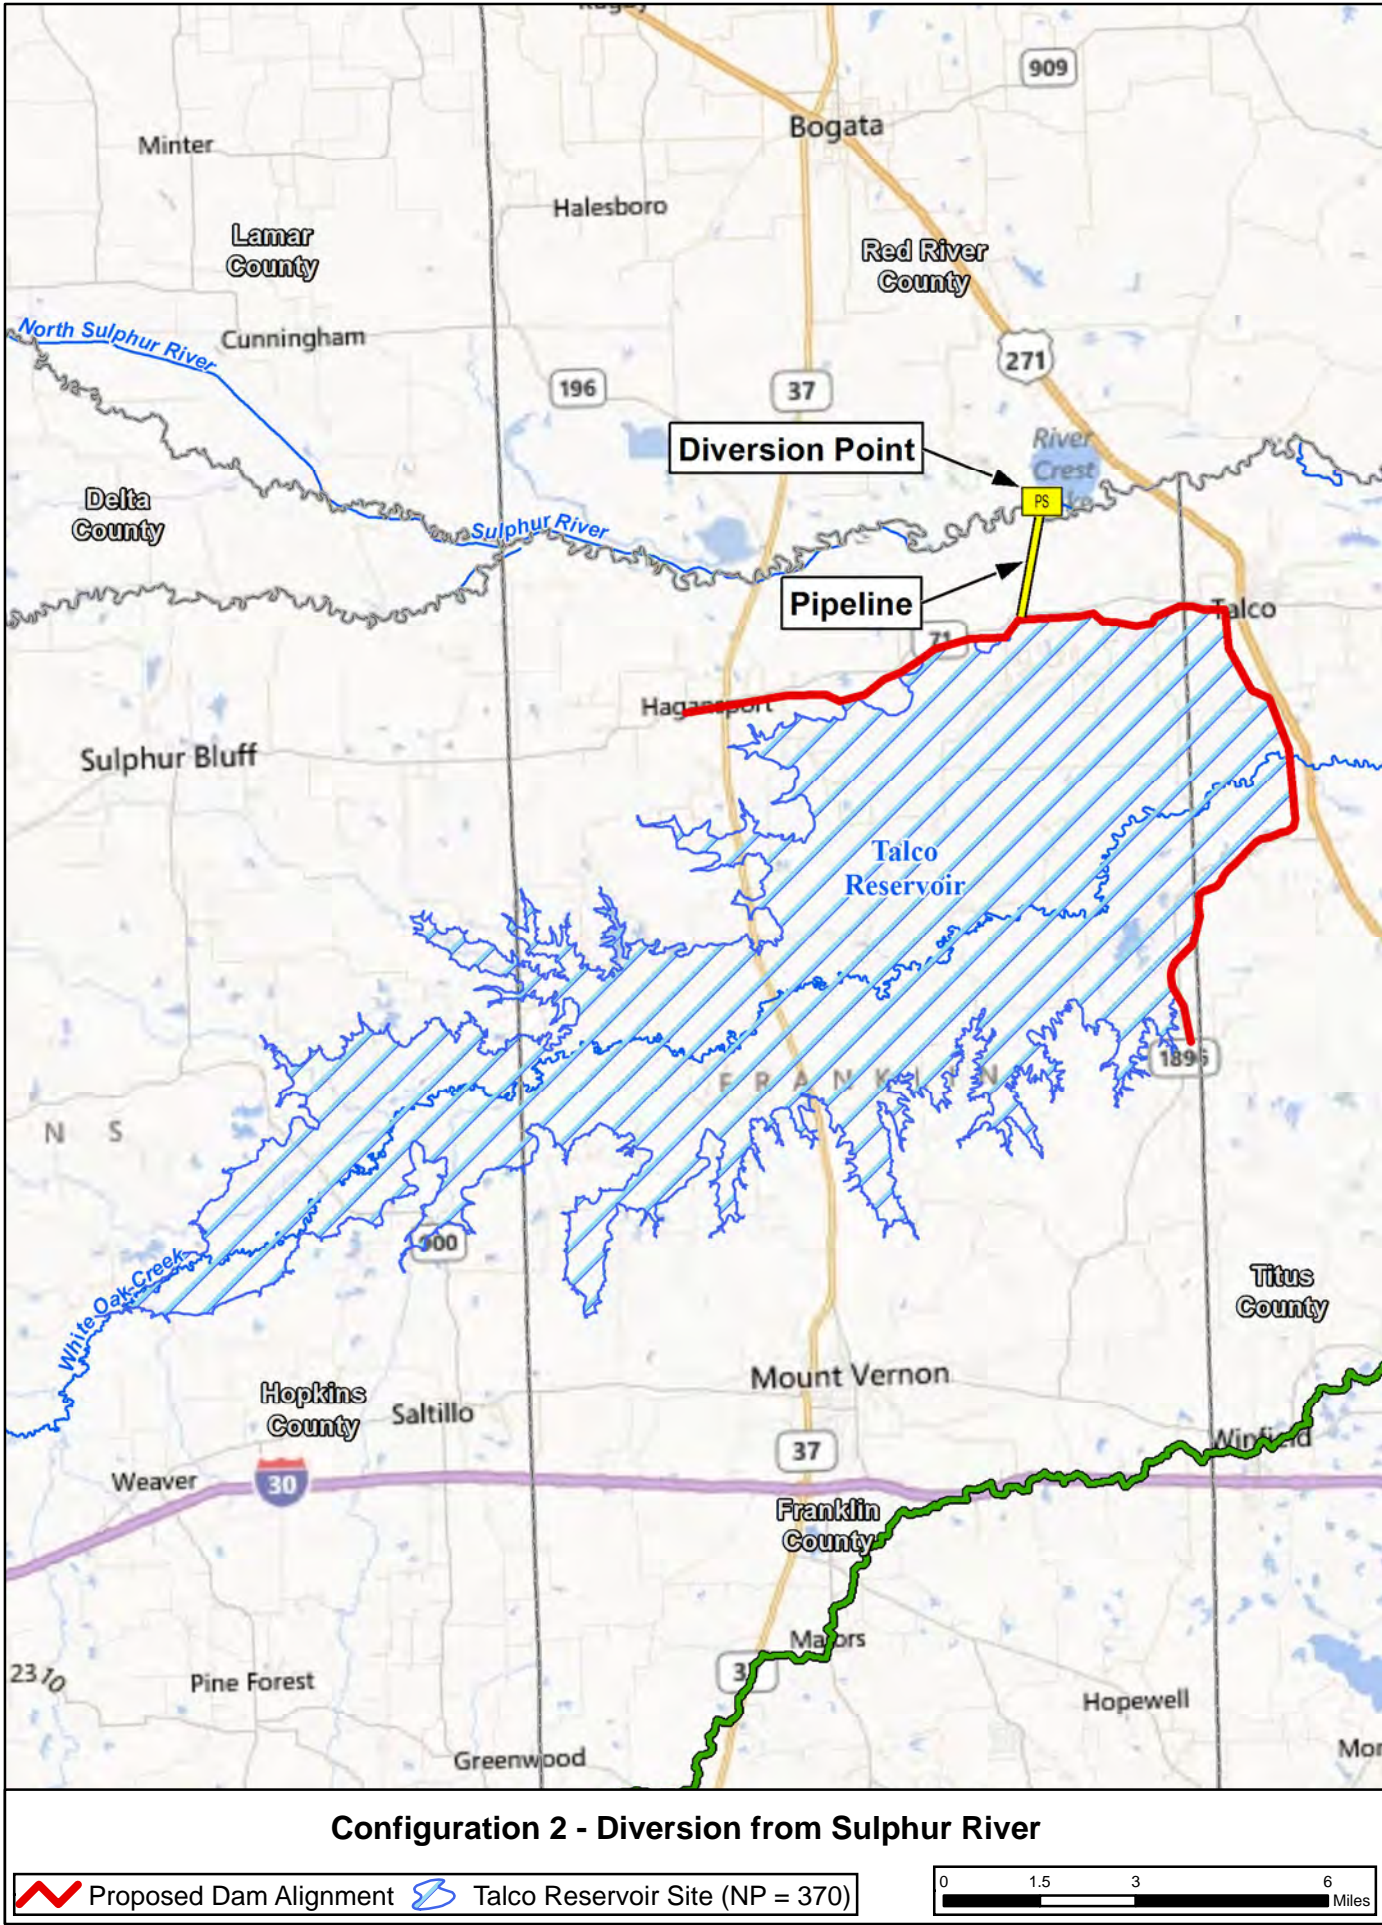 909
Bogata
Minter
Halesboro
Lamar
County
Red River
County
North Sulphur River
Cunningham
271
196
37
River
Crest
Diversion Point
Delta
County
PS
Sulphur River
Pipeline
Talco
71
Hagansport
Sulphur Bluff
Talco
Reservoir
1896
F R A N K L I N
N S
900
White Oak Creek
Titus
County
Mount Vernon
Hopkins
County
Saltillo
Winfield
37
Weaver
30
Franklin
County
Majors
2310
Pine Forest
Hopewell
Greenwood
Mor
Configuration 2 - Diversion from Sulphur River
Proposed Dam Alignment
Talco Reservoir Site (NP = 370)
0 1.5 3 6
Miles